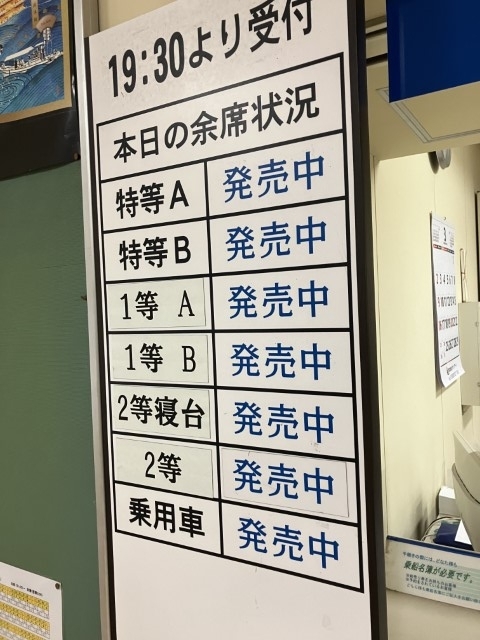 19:30より受付
本日の余席状況
特等A 発売中
特等B 発売中
1等 A 発売中
1等 B 発売中
2等寝台 発売中
2等 発売中
乗用車 発売中
乗船名簿が必要です。